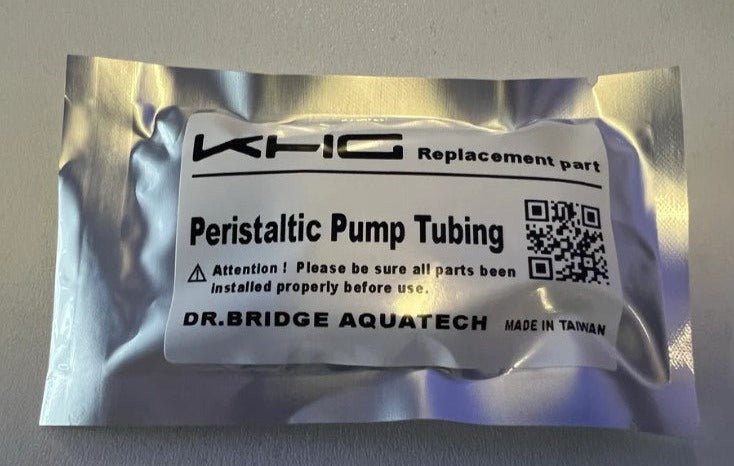 KHG Replacement part
Peristaltic Pump Tubing
⚠ Attention ! Please be sure all parts been
installed properly before use.
DR.BRIDGE AQUATECH MADE IN TAIWAN